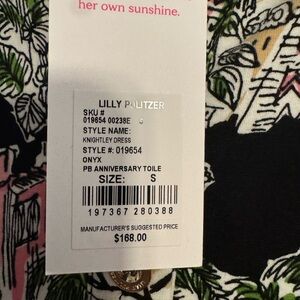 her own sunshine.
LILLY PULITZER
SKU #
019654 00238E
STYLE NAME:
KNIGHTLEY DRESS
STYLE #: 019654
ONYX
PB ANNIVERSARY TOILE
SIZE: S
197367 280388
MANUFACTURER'S SUGGESTED PRICE
$168.00